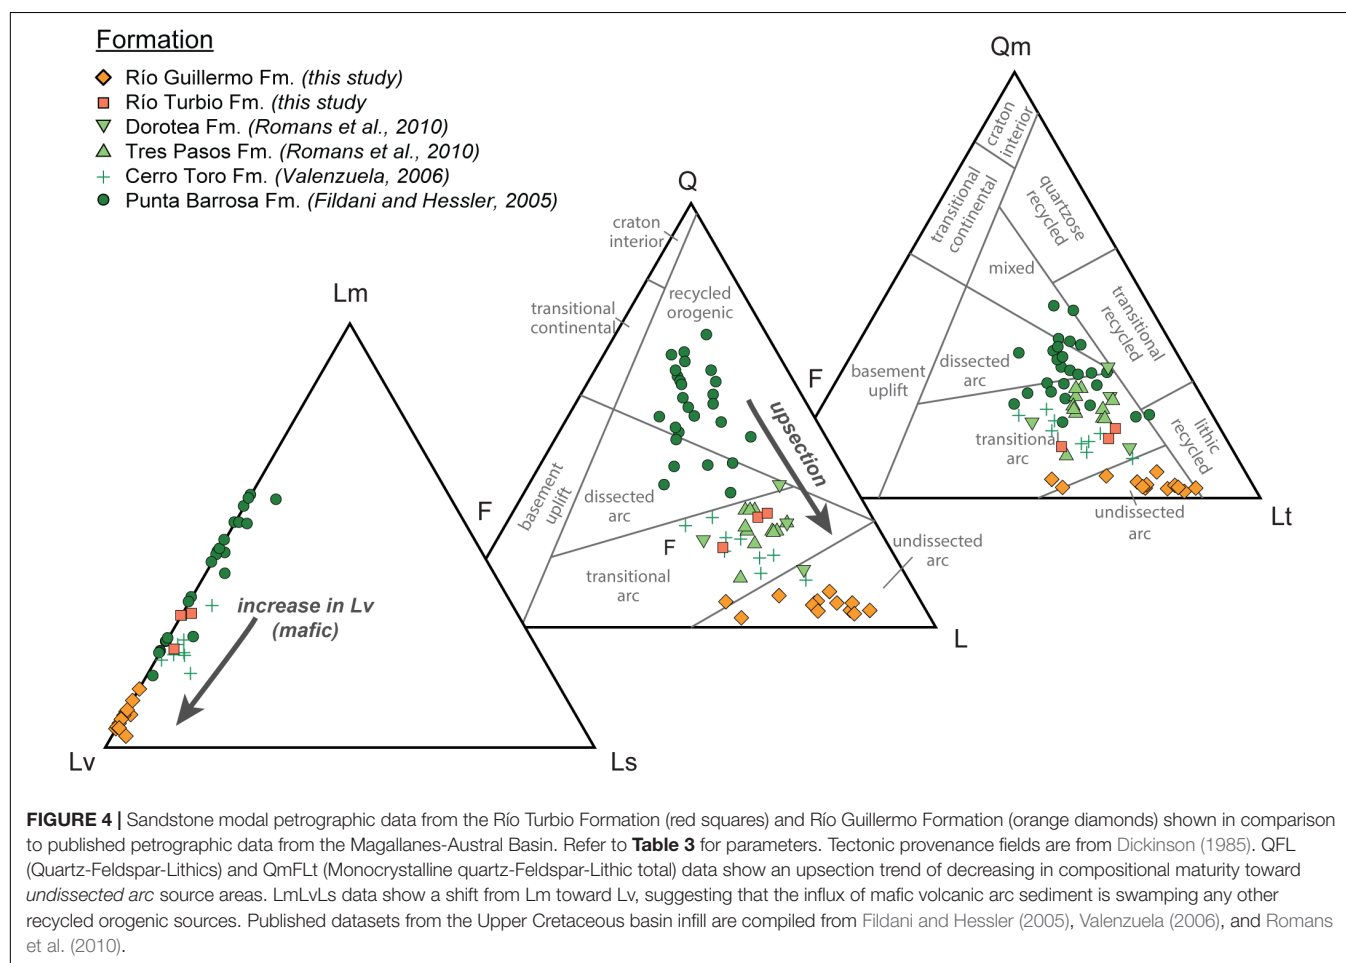 Formation
Río Guillermo Fm. (this study)
Río Turbio Fm. (this study
Dorotea Fm. (Romans et al., 2010)
Tres Pasos Fm. (Romans et al., 2010)
Cerro Toro Fm. (Valenzuela, 2006)
Punta Barrosa Fm. (Fildani and Hessler, 2005)
Lm
increase in Lv
(mafic)
Lv
Ls
Q
craton
interior
recycled
orogenic
transitional
continental
upsection
F
basement
uplift
dissected
arc
F
transitional
arc
undissected
arc
L
Qm
craton
interior
transitional
continental
quartzose
recycled
mixed
transitional
recycled
F
basement
uplift
dissected
arc
transitional
arc
lithic
recycled
undissected
arc
Lt
FIGURE 4 | Sandstone modal petrographic data from the Río Turbio Formation (red squares) and Río Guillermo Formation (orange diamonds) shown in comparison
to published petrographic data from the Magallanes-Austral Basin. Refer to Table 3 for parameters. Tectonic provenance fields are from Dickinson (1985). QFL
(Quartz-Feldspar-Lithics) and QmFLt (Monocrystalline quartz-Feldspar-Lithic total) data show an upsection trend of decreasing in compositional maturity toward
undissected arc source areas. LmLvLs data show a shift from Lm toward Lv, suggesting that the influx of mafic volcanic arc sediment is swamping any other
recycled orogenic sources. Published datasets from the Upper Cretaceous basin infill are compiled from Fildani and Hessler (2005), Valenzuela (2006), and Romans
et al. (2010).